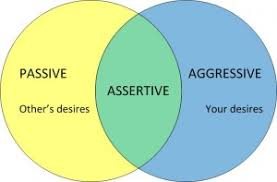 PASSIVE
AGGRESSIVE
ASSERTIVE
Other's desires
Your desires